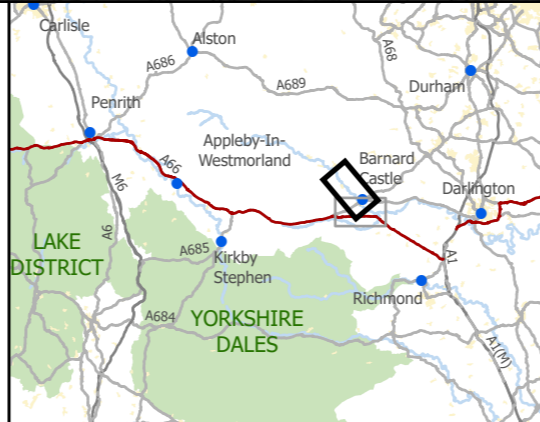 Carlisle
Alston
A68
A686
A689
Durham
Penrith
Appleby-In-
Westmorland
Barnard
Castle
A66
M6
Darlington
LAKE
DISTRICT
A6
A685
Kirkby
Stephen
A1
Richmond
A684
YORKSHIRE
DALES
A1(M)